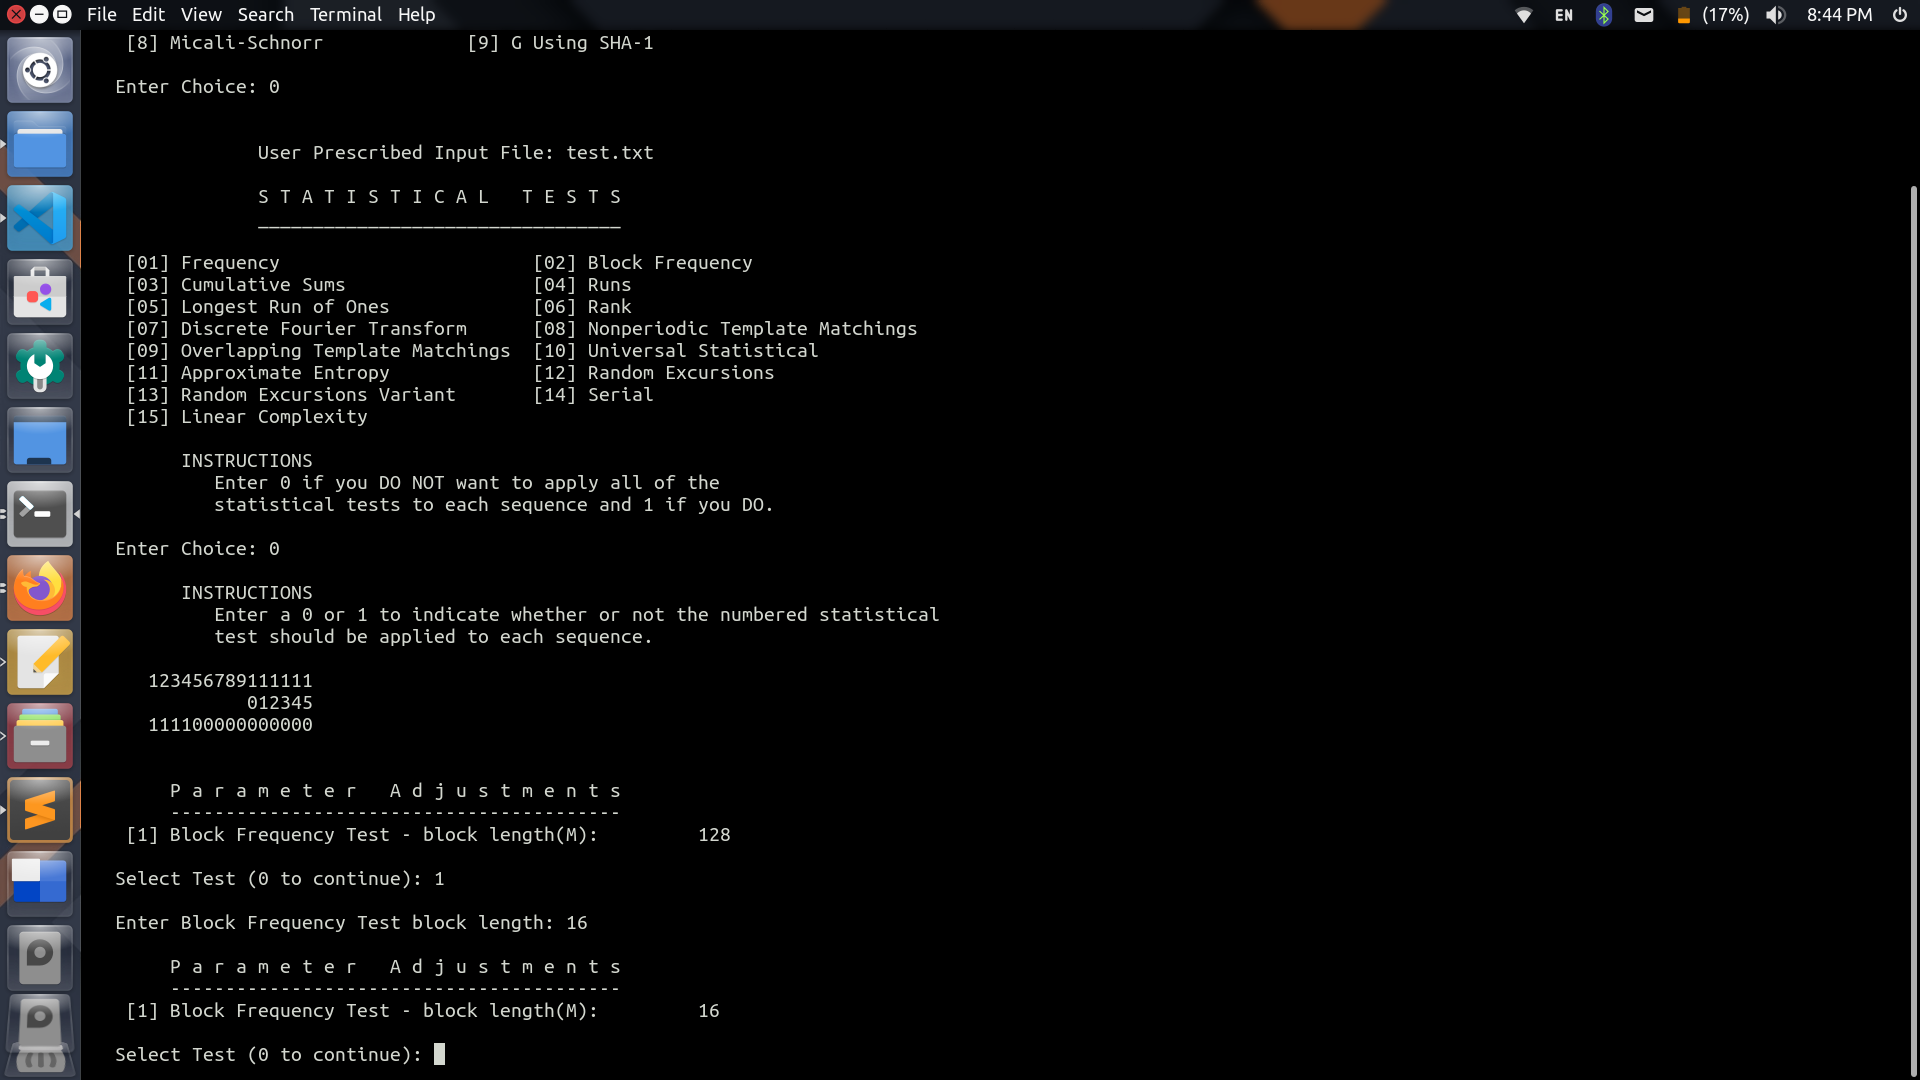 File Edit View Search Terminal Help
EN (17%) 8:44 PM
[8] Micali-Schnorr [9] G Using SHA-1
Enter Choice: 0
User Prescribed Input File: test.txt
S T A T I S T I C A L   T E S T S
_________________________________
[01] Frequency [02] Block Frequency
[03] Cumulative Sums [04] Runs
[05] Longest Run of Ones [06] Rank
[07] Discrete Fourier Transform [08] Nonperiodic Template Matchings
[09] Overlapping Template Matchings [10] Universal Statistical
[11] Approximate Entropy [12] Random Excursions
[13] Random Excursions Variant [14] Serial
[15] Linear Complexity
INSTRUCTIONS
Enter 0 if you DO NOT want to apply all of the
statistical tests to each sequence and 1 if you DO.
Enter Choice: 0
INSTRUCTIONS
Enter a 0 or 1 to indicate whether or not the numbered statistical
test should be applied to each sequence.
123456789111111
012345
111100000000000
P a r a m e t e r   A d j u s t m e n t s
-----------------------------------------
[1] Block Frequency Test - block length(M): 128
Select Test (0 to continue): 1
Enter Block Frequency Test block length: 16
P a r a m e t e r   A d j u s t m e n t s
-----------------------------------------
[1] Block Frequency Test - block length(M): 16
Select Test (0 to continue):